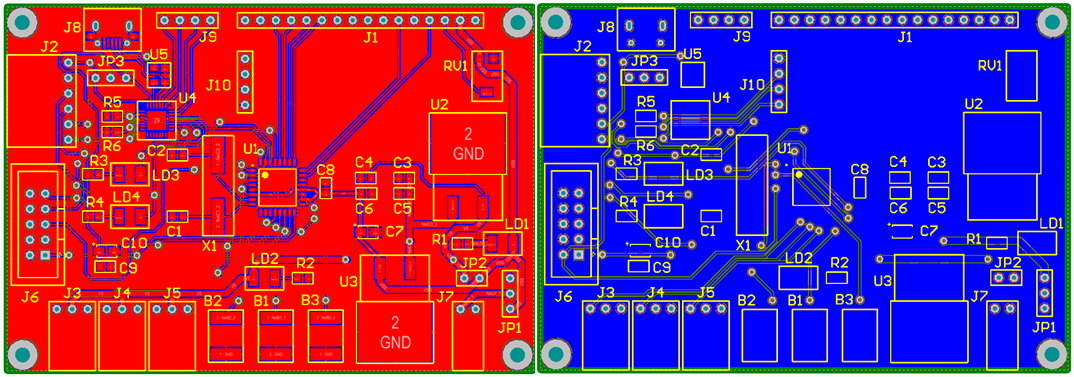 J8
J9
J1
J2
U5
JP3
J10
RV1
R5
U4
U2
29
R6
2
GND
C2
U1
R3
LD3
C8
C4
C3
R4
LD4
C6
C5
C1
C7
LD1
X1
R1
C10
C9
LD2
R2
JP2
J6
U3
J3
J4
J5
B2
B1
B3
J7
JP1
2
GND
J8
J9
J1
J2
U5
JP3
J10
RV1
R5
U4
U2
R6
C2
U1
R3
LD3
C8
C4
C3
R4
LD4
C6
C5
C1
C7
LD1
X1
R1
C10
C9
LD2
R2
JP2
J6
U3
J3
J4
J5
B2
B1
B3
J7
JP1